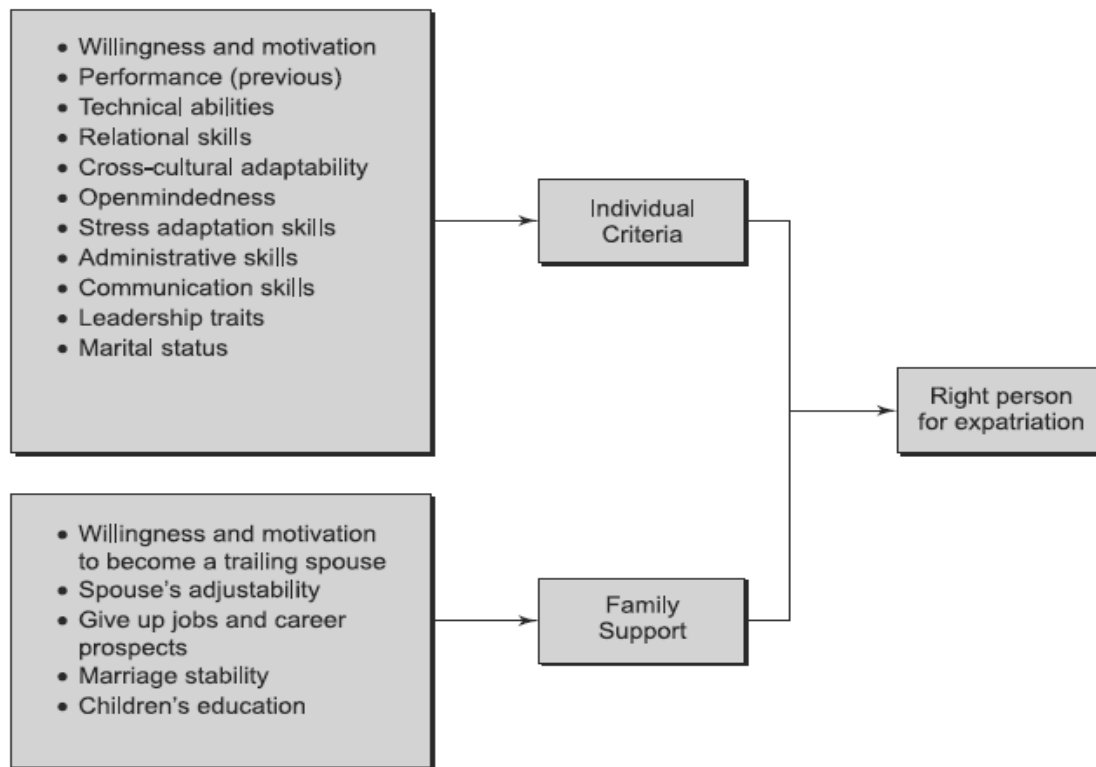 • Willingness and motivation
• Performance (previous)
• Technical abilities
• Relational skills
• Cross-cultural adaptability
• Openmindedness
• Stress adaptation skills
• Administrative skills
• Communication skills
• Leadership traits
• Marital status
Individual
Criteria
Right person
for expatriation
• Willingness and motivation
to become a trailing spouse
• Spouse's adjustability
• Give up jobs and career
prospects
• Marriage stability
• Children's education
Family
Support